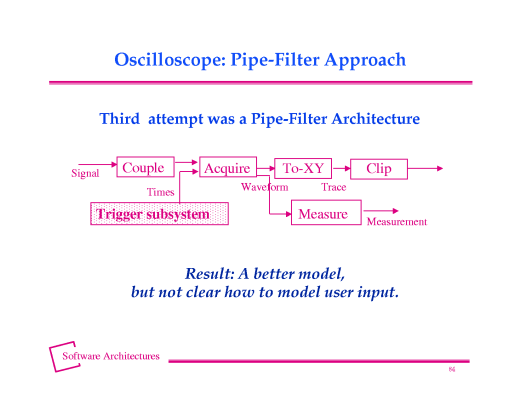 Oscilloscope: Pipe-Filter Approach
Third attempt was a Pipe-Filter Architecture
Couple
Acquire
To-XY
Clip
Signal
Times
Waveform
Trace
Trigger subsystem
Measure
Measurement
Result: A better model,
but not clear how to model user input.
Software Architectures